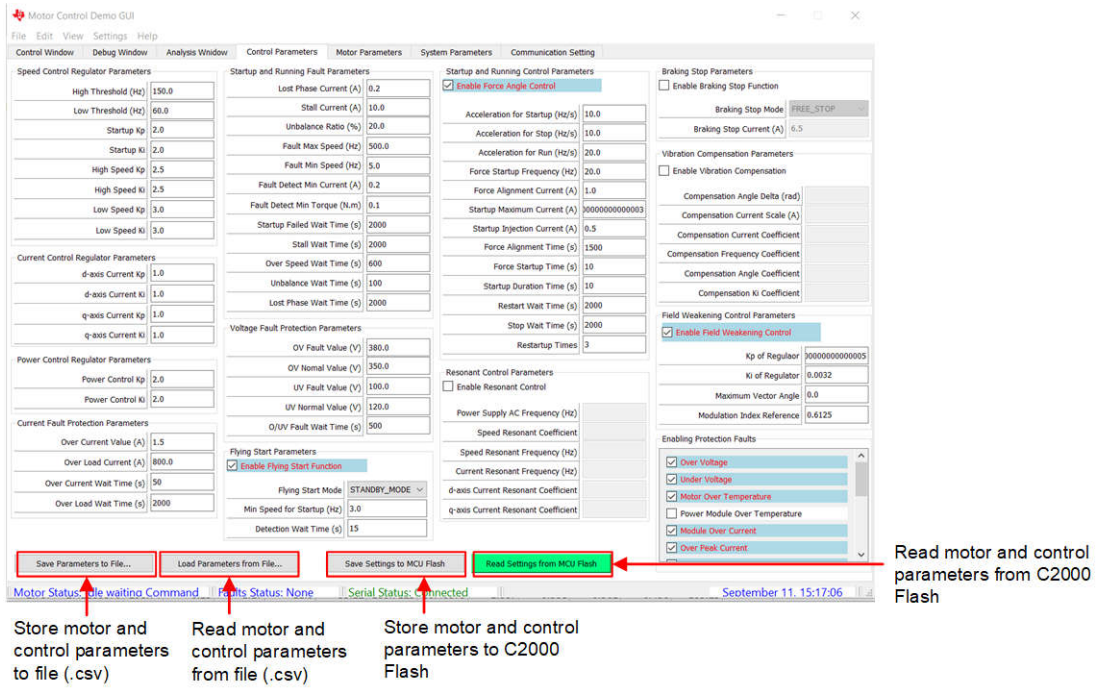 Motor Control Demo GUI
File Edit View Settings Help
Control Window Debug Window Analysis Wnidow Control Parameters Motor Parameters System Parameters Communication Setting
Speed Control Regulator Parameters
High Threshold (Hz) 150.0
Low Threshold (Hz) 60.0
Startup Kp 2.0
Startup Ki 2.0
High Speed Kp 2.5
High Speed Ki 2.5
Low Speed Kp 3.0
Low Speed Ki 3.0
Current Control Regulator Parameters
d-axis Current Kp 1.0
d-axis Current Ki 1.0
q-axis Current Kp 1.0
q-axis Current Ki 1.0
Power Control Regulator Parameters
Power Control Kp 2.0
Power Control Ki 2.0
Current Fault Protection Parameters
Over Current Value (A) 1.5
Over Load Current (A) 800.0
Over Current Wait Time (s) 50
Over Load Wait Time (s) 2000
Startup and Running Fault Parameters
Lost Phase Current (A) 0.2
Stall Current (A) 10.0
Unbalance Ratio (%) 20.0
Fault Max Speed (Hz) 500.0
Fault Min Speed (Hz) 5.0
Fault Detect Min Current (A) 0.2
Fault Detect Min Torque (N.m) 0.1
Startup Failed Wait Time (s) 2000
Stall Wait Time (s) 2000
Over Speed Wait Time (s) 600
Unbalance Wait Time (s) 100
Lost Phase Wait Time (s) 2000
Voltage Fault Protection Parameters
OV Fault Value (V) 380.0
OV Nomal Value (V) 350.0
UV Fault Value (V) 100.0
UV Normal Value (V) 120.0
O/UV Fault Wait Time (s) 500
Flying Start Parameters
Enable Flying Start Function
Flying Start Mode STANDBY_MODE
Min Speed for Startup (Hz) 3.0
Detection Wait Time (s) 15
Startup and Running Control Parameters
Enable Force Angle Control
Acceleration for Startup (Hz/s) 10.0
Acceleration for Stop (Hz/s) 10.0
Acceleration for Run (Hz/s) 20.0
Force Startup Frequency (Hz) 20.0
Force Alignment Current (A) 1.0
Startup Maximum Current (A) 00000000000003
Startup Injection Current (A) 0.5
Force Alignment Time (s) 1500
Force Startup Time (s) 10
Startup Duration Time (s) 10
Restart Wait Time (s) 2000
Stop Wait Time (s) 2000
Restartup Times 3
Resonant Control Parameters
Enable Resonant Control
Power Supply AC Frequency (Hz)
Speed Resonant Coefficient
Speed Resonant Frequency (Hz)
Current Resonant Frequency (Hz)
d-axis Current Resonant Coefficient
q-axis Current Resonant Coefficient
Braking Stop Parameters
Enable Braking Stop Function
Braking Stop Mode FREE_STOP
Braking Stop Current (A) 6.5
Vibration Compensation Parameters
Enable Vibration Compensation
Compensation Angle Delta (rad)
Compensation Current Scale (A)
Compensation Current Coefficient
Compensation Frequency Coefficient
Compensation Angle Coefficient
Compensation Ki Coefficient
Field Weakening Control Parameters
Enable Field Weakening Control
Kp of Regulaor 00000000000005
Ki of Regulator 0.0032
Maximum Vector Angle 0.0
Modulation Index Reference 0.6125
Enabling Protection Faults
Over Voltage
Under Voltage
Motor Over Temperature
Power Module Over Temperature
Module Over Current
Over Peak Current
Save Parameters to File... Load Parameters from File... Save Settings to MCU Flash Read Settings from MCU Flash
Motor Status: Idle waiting Command Faults Status: None Serial Status: Connected September 11. 15:17:06
Read motor and control
parameters from C2000
Flash
Store motor and
control parameters
to file (.csv)
Read motor and
control parameters
from file (.csv)
Store motor and control
parameters to C2000
Flash